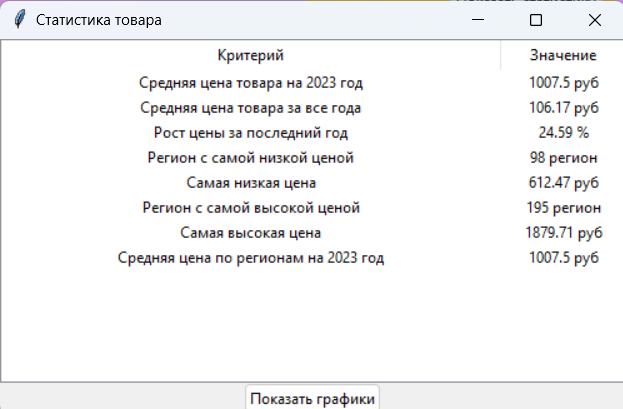 Статистика товара
Критерий Значение
Средняя цена товара на 2023 год 1007.5 руб
Средняя цена товара за все года 106.17 руб
Рост цены за последний год 24.59 %
Регион с самой низкой ценой 98 регион
Самая низкая цена 612.47 руб
Регион с самой высокой ценой 195 регион
Самая высокая цена 1879.71 руб
Средняя цена по регионам на 2023 год 1007.5 руб
Показать графики